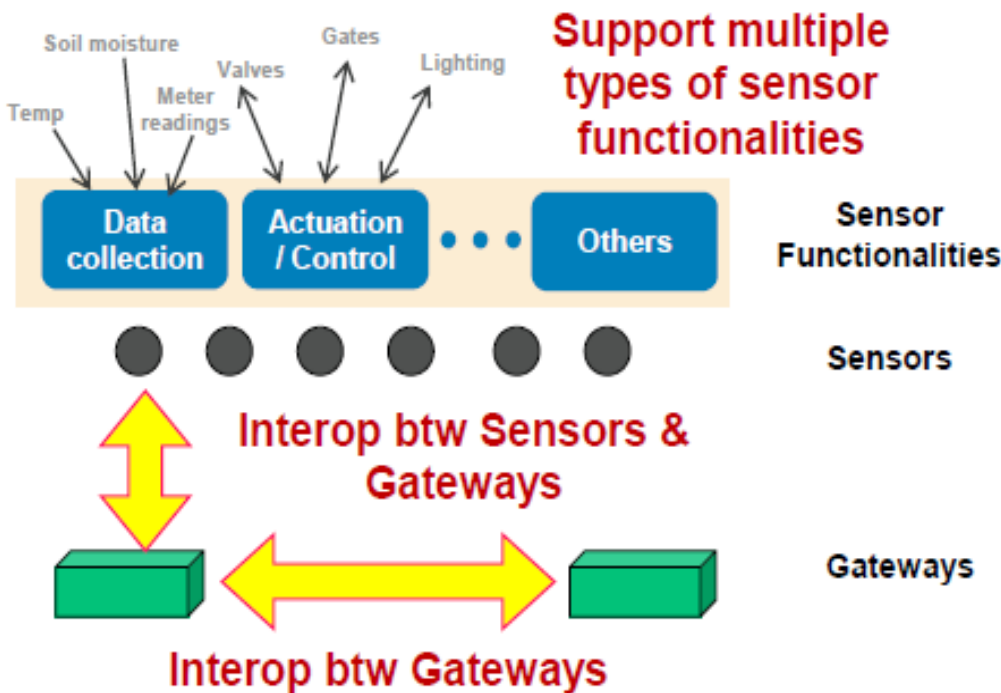 Soil moisture
Gates
Valves
Lighting
Temp
Meter
readings
Support multiple
types of sensor
functionalities
Data
collection
Actuation
/ Control
Others
Sensor
Functionalities
Sensors
Interop btw Sensors &
Gateways
Gateways
Interop btw Gateways